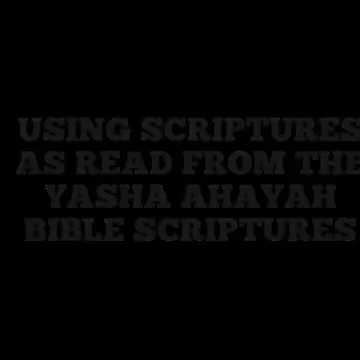 USING SCRIPTURES
AS READ FROM THE
YASHA AHAYAH
BIBLE SCRIPTURES